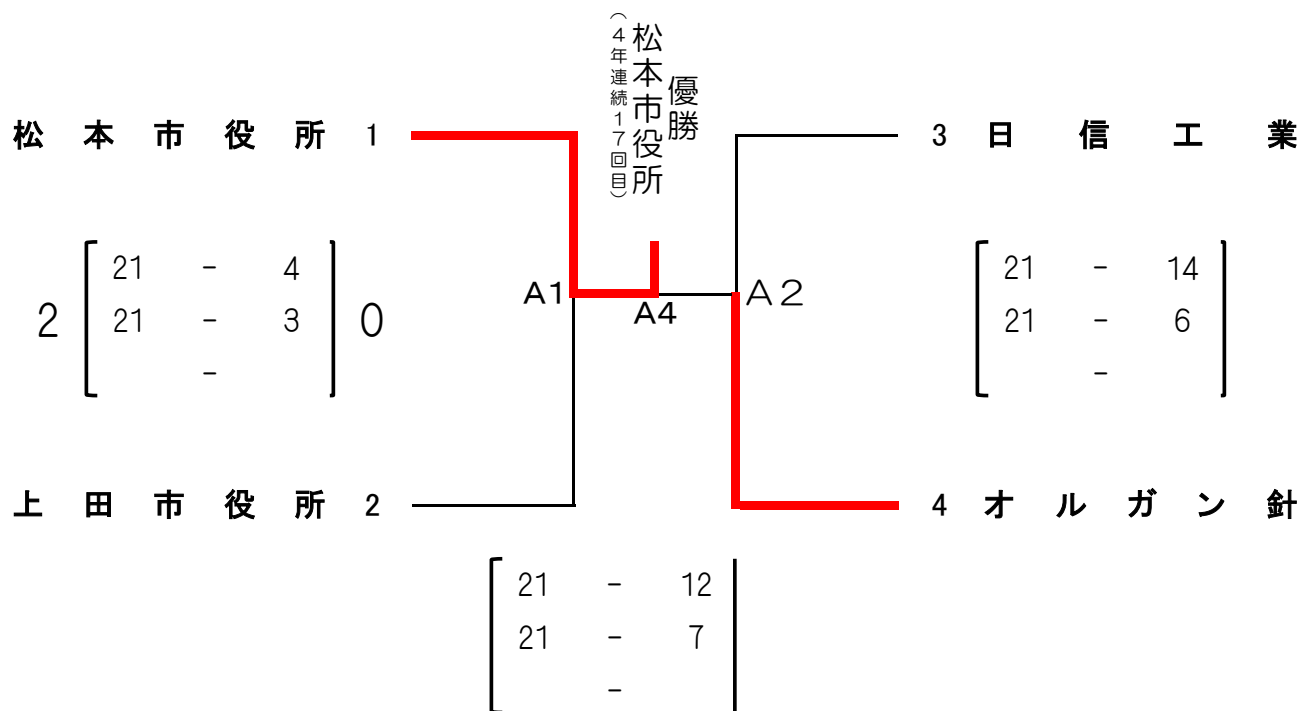 優勝
松本市役所
（４年連続１７回目）
松本市役所 1
3 日信工業
21 - 4
2 21 - 3 0
-
A1
A4
A2
21 - 14
21 - 6
-
上田市役所 2
4 オルガン針
21 - 12
21 - 7
-